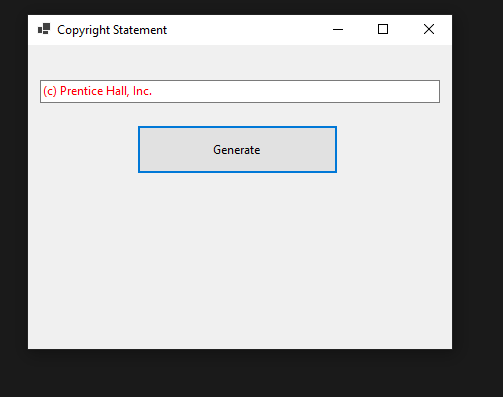 Copyright Statement
(c) Prentice Hall, Inc.
Generate